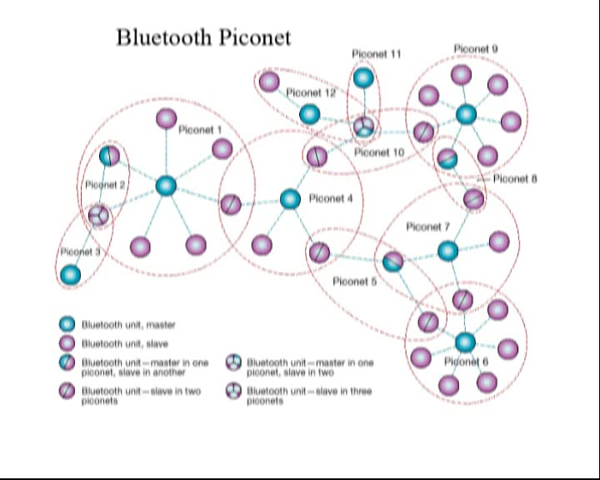 Bluetooth Piconet
Piconet 11
Piconet 9
Piconet 12
Piconet 1
Piconet 10
Piconet 2
Piconet 8
Piconet 4
Piconet 7
Piconet 3
Piconet 5
Bluetooth unit, master
Bluetooth unit, slave
Bluetooth unit—master in one
piconet, slave in another
Bluetooth unit—slave in two
piconets
Bluetooth unit—master in one
piconet, slave in two
Bluetooth unit—slave in three
piconets
Piconet 6